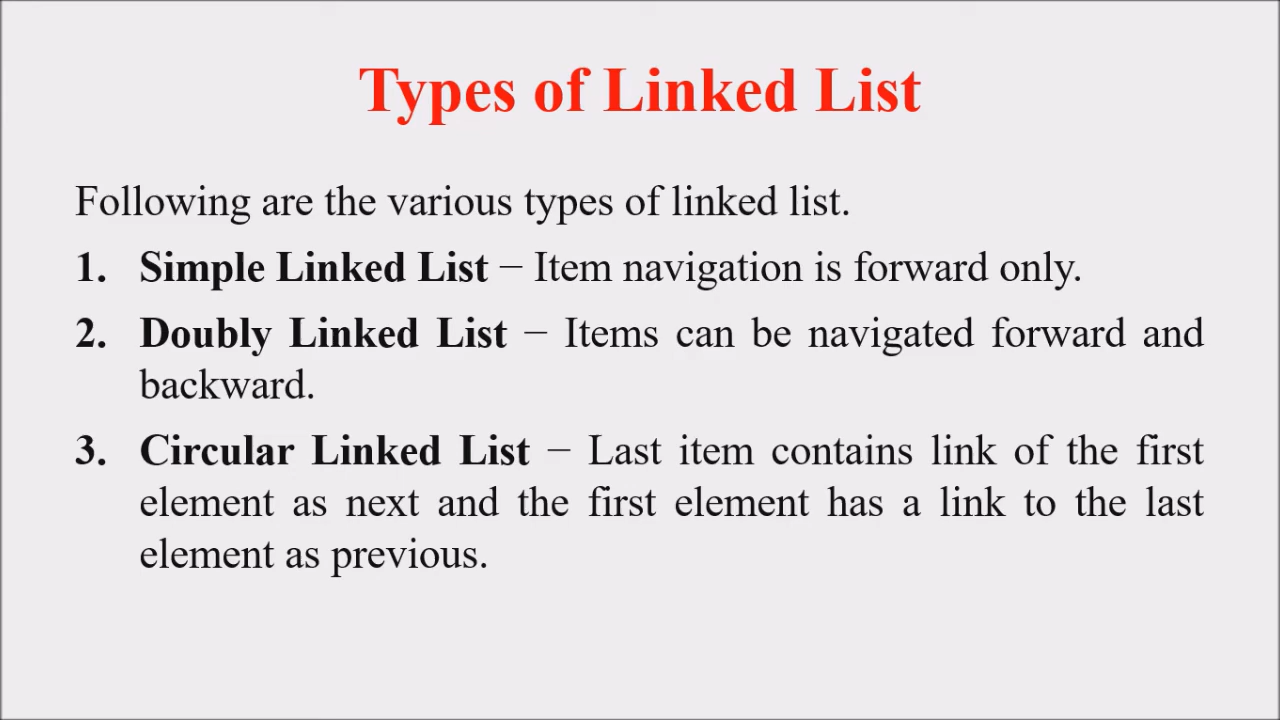 Types of Linked List
Following are the various types of linked list.
1. Simple Linked List − Item navigation is forward only.
2. Doubly Linked List − Items can be navigated forward and
backward.
3. Circular Linked List − Last item contains link of the first
element as next and the first element has a link to the last
element as previous.